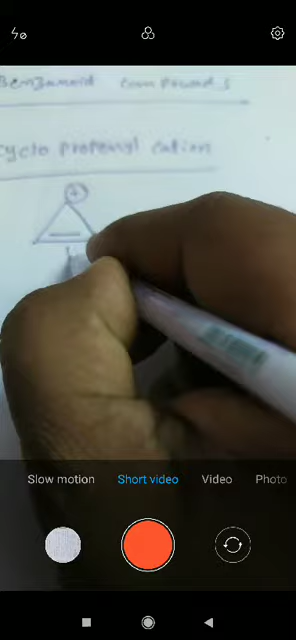 Benzenoid Compounds
Cyclo Propenyl Cation
+
Slow motion Short video Video Photo